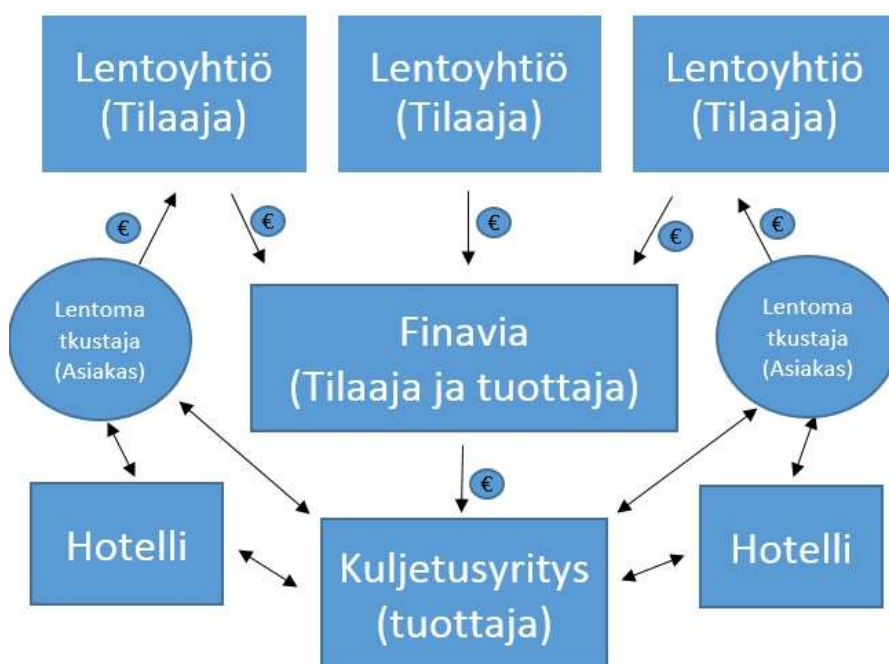 Lentoyhtiö
(Tilaaja)
Lentoyhtiö
(Tilaaja)
Lentoyhtiö
(Tilaaja)
€
€
€
€
€
Lentoma
tkustaja
(Asiakas)
Finavia
(Tilaaja ja tuottaja)
Lentoma
tkustaja
(Asiakas)
€
Hotelli
Kuljetusyritys
(tuottaja)
Hotelli